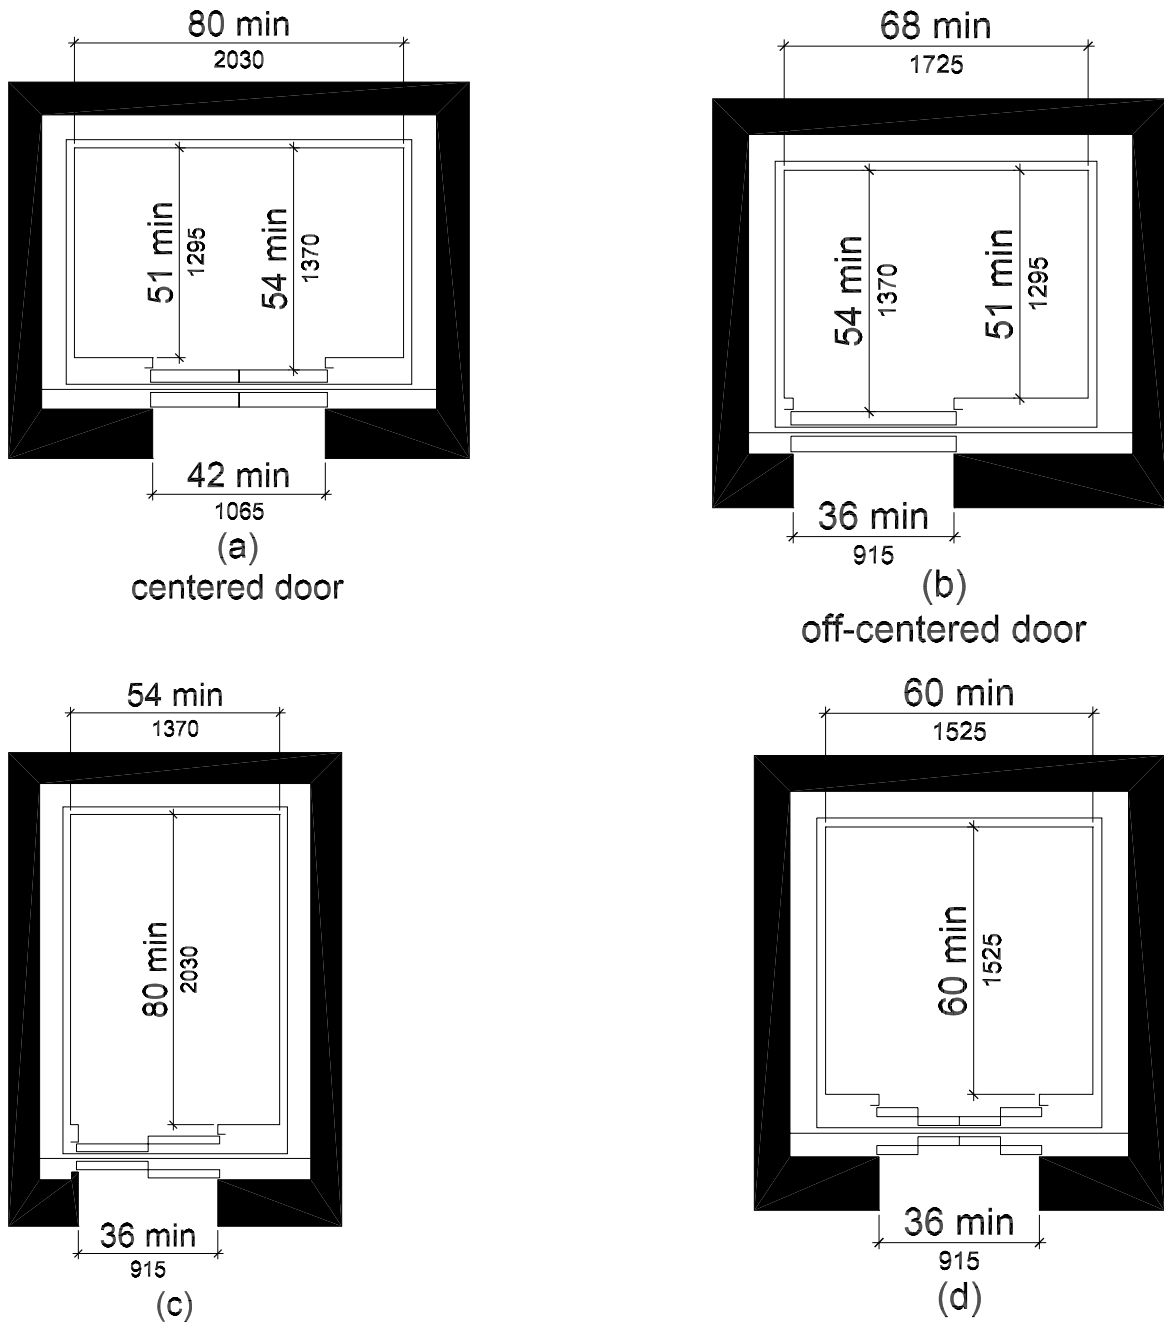 80 min
2030
51 min
1295
54 min
1370
42 min
1065
(a)
centered door
68 min
1725
54 min
1370
51 min
1295
36 min
915
(b)
off-centered door
54 min
1370
80 min
2030
36 min
915
(c)
60 min
1525
60 min
1525
36 min
915
(d)